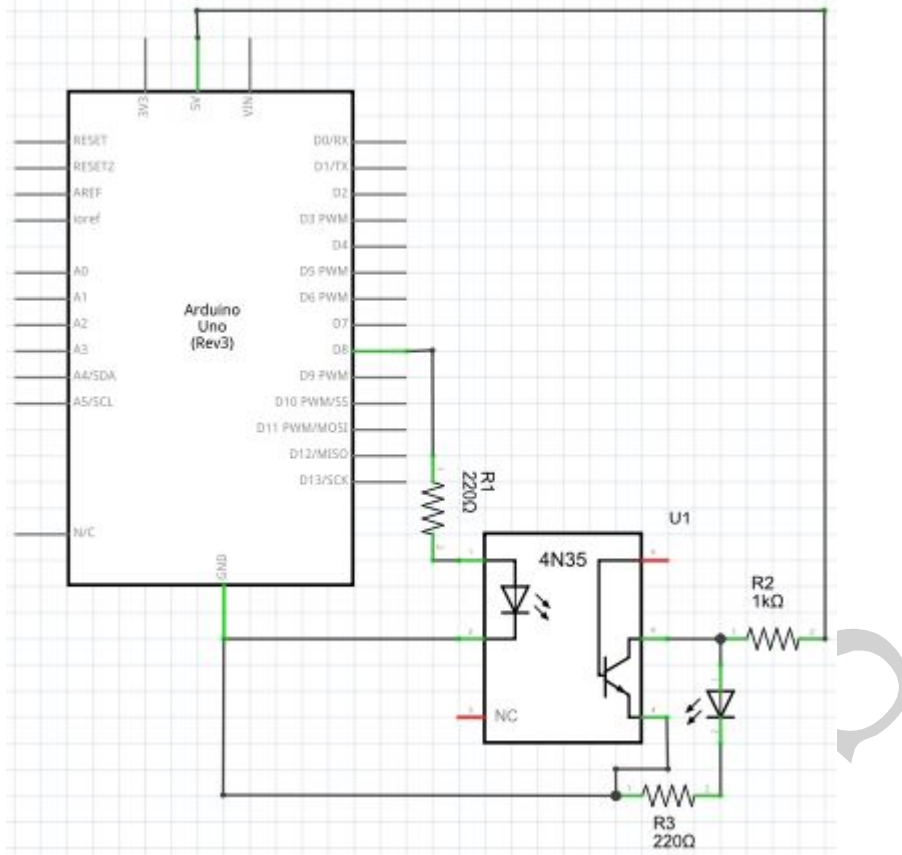 3V3
5V
VIN
RESET
RESET2
AREF
ioref
A0
A1
A2
A3
A4/SDA
A5/SCL
N/C
Arduino
Uno
(Rev3)
D0/RX
D1/TX
D2
D3 PWM
D4
D5 PWM
D6 PWM
D7
D8
D9 PWM
D10 PWM/SS
D11 PWM/MOSI
D12/MISO
D13/SCK
GND
R1
220Ω
U1
4N35
NC
R2
1kΩ
R3
220Ω